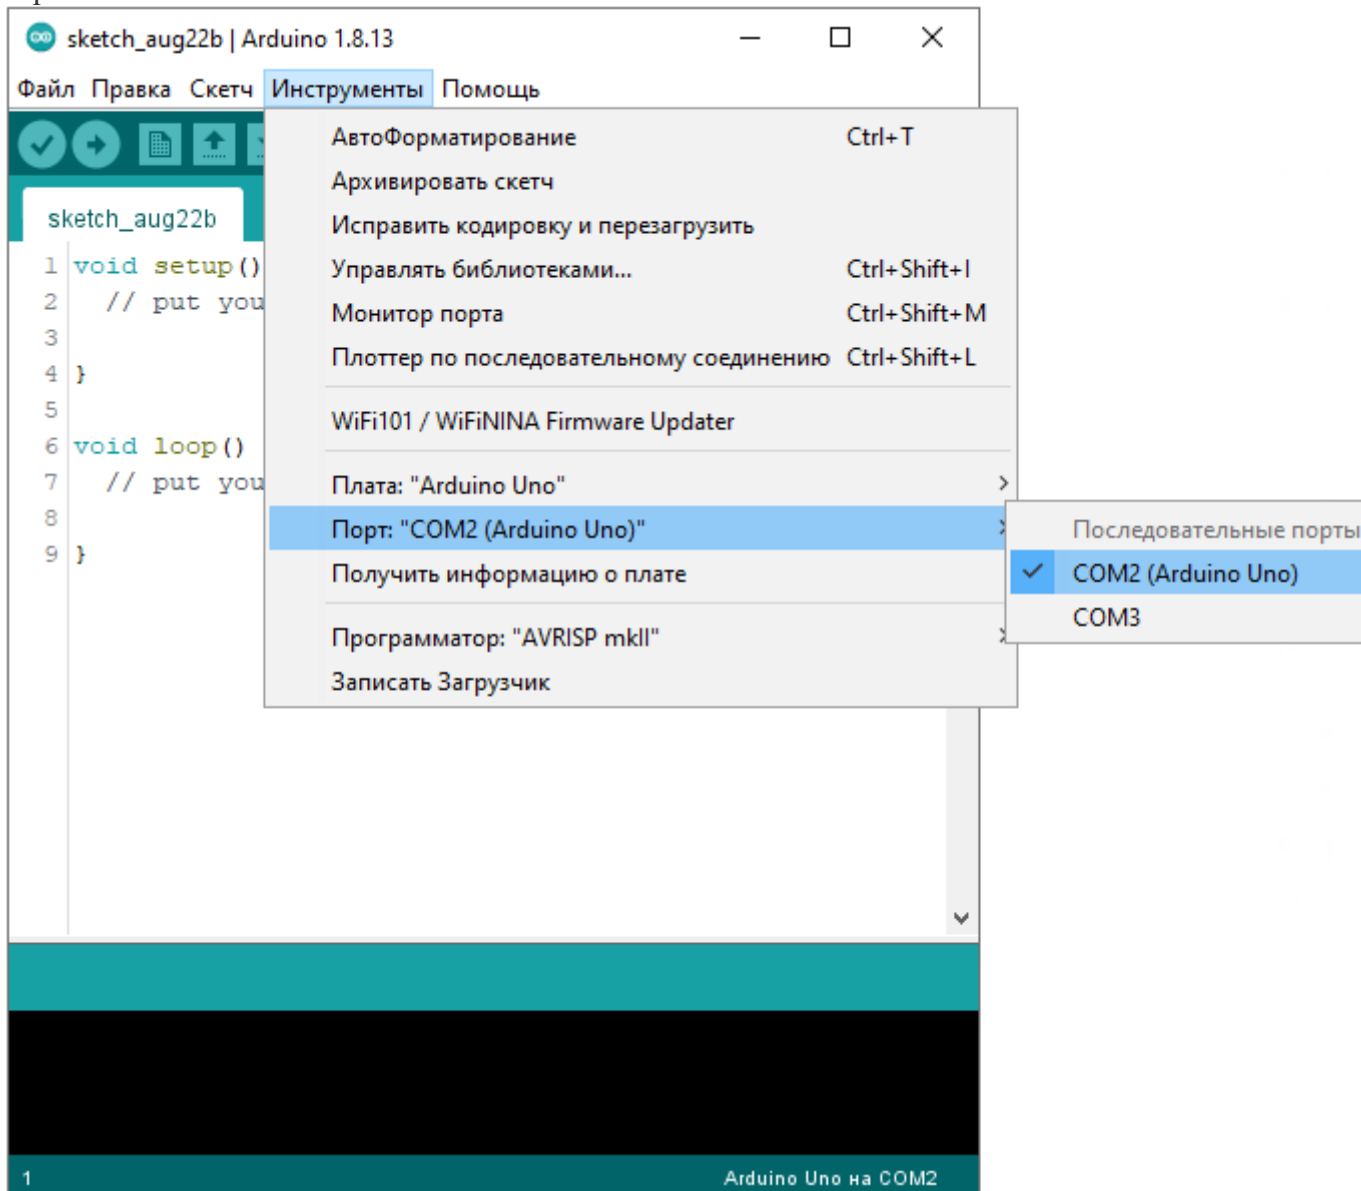 sketch_aug22b | Arduino 1.8.13
Файл Правка Скетч Инструменты Помощь
АвтоФорматирование Ctrl+T
Архивировать скетч
Исправить кодировку и перезагрузить
Управлять библиотеками... Ctrl+Shift+I
Монитор порта Ctrl+Shift+M
Плоттер по последовательному соединению Ctrl+Shift+L
WiFi101 / WiFiNINA Firmware Updater
Плата: "Arduino Uno"
Порт: "COM2 (Arduino Uno)"
Получить информацию о плате
Программатор: "AVRISP mkII"
Записать Загрузчик
Последовательные порты
COM2 (Arduino Uno)
COM3
sketch_aug22b
1 void setup()
2 // put you
3
4 }
5
6 void loop()
7 // put you
8
9 }
1 Arduino Uno на COM2